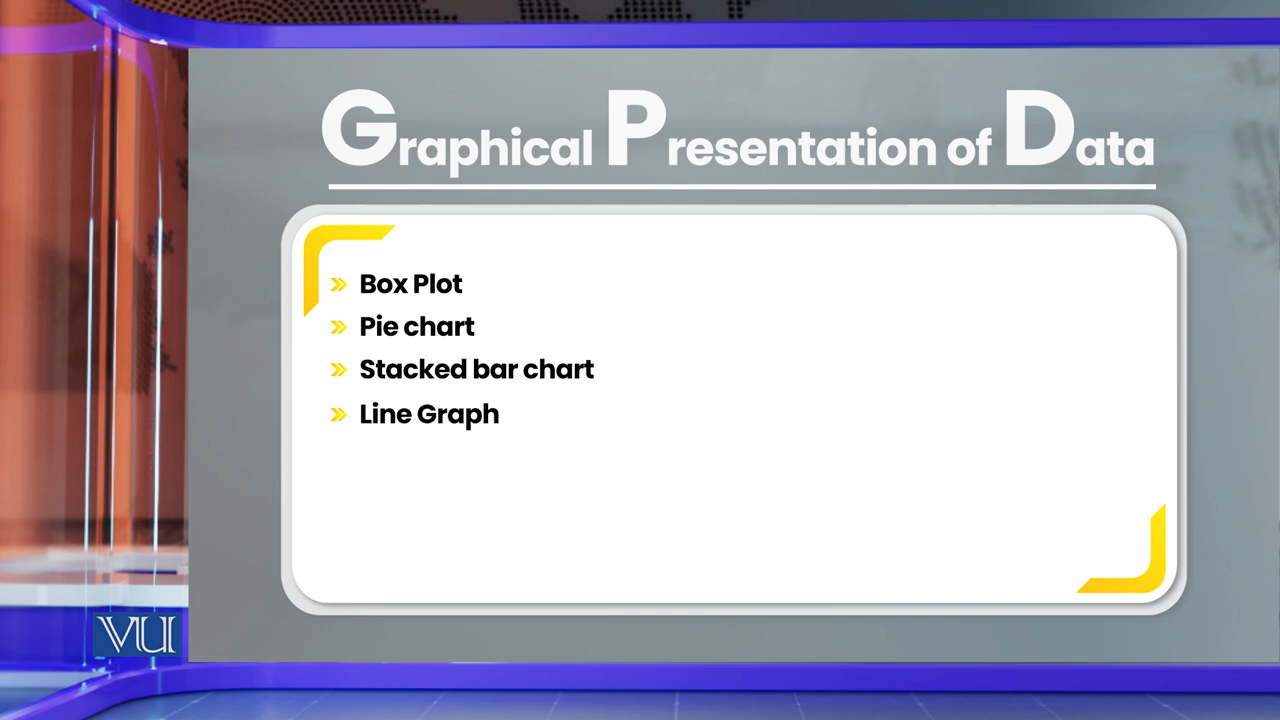 Graphical Presentation of Data
Box Plot
Pie chart
Stacked bar chart
Line Graph
VU